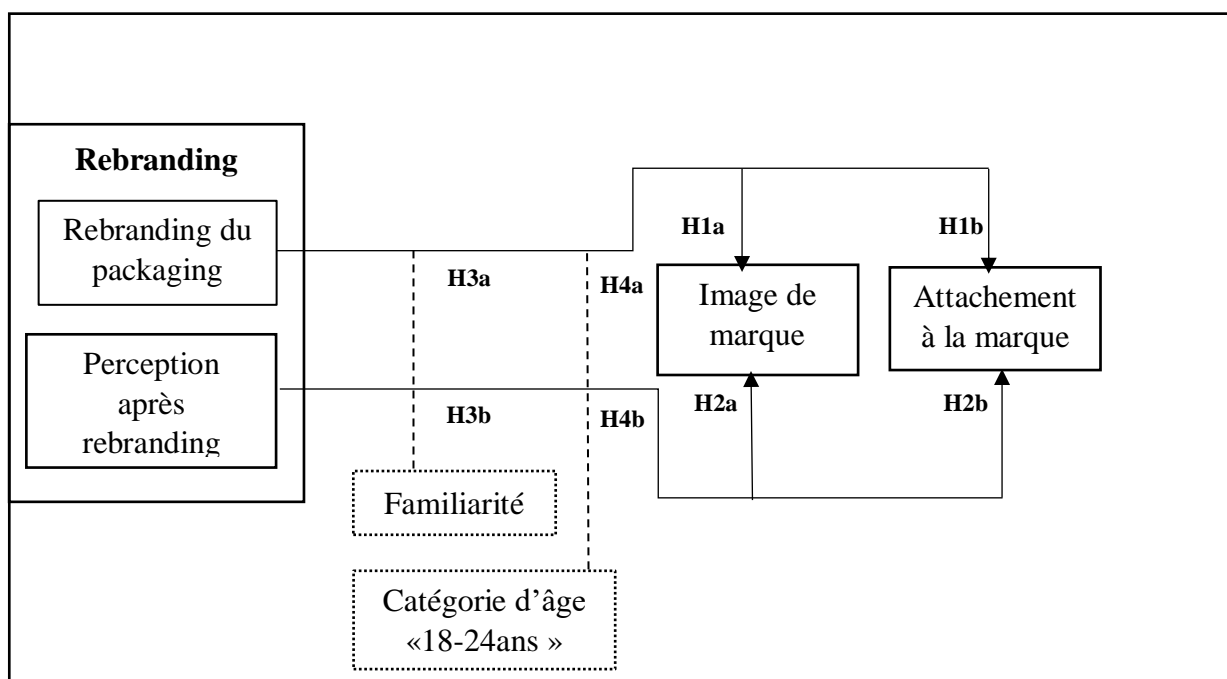 Rebranding
Rebranding du
packaging
Perception
après
rebranding
H3a
H4a
H3b
H4b
H1a
H1b
Image de
marque
Attachement
à la marque
H2a
H2b
Familiarité
Catégorie d’âge
«18-24ans »